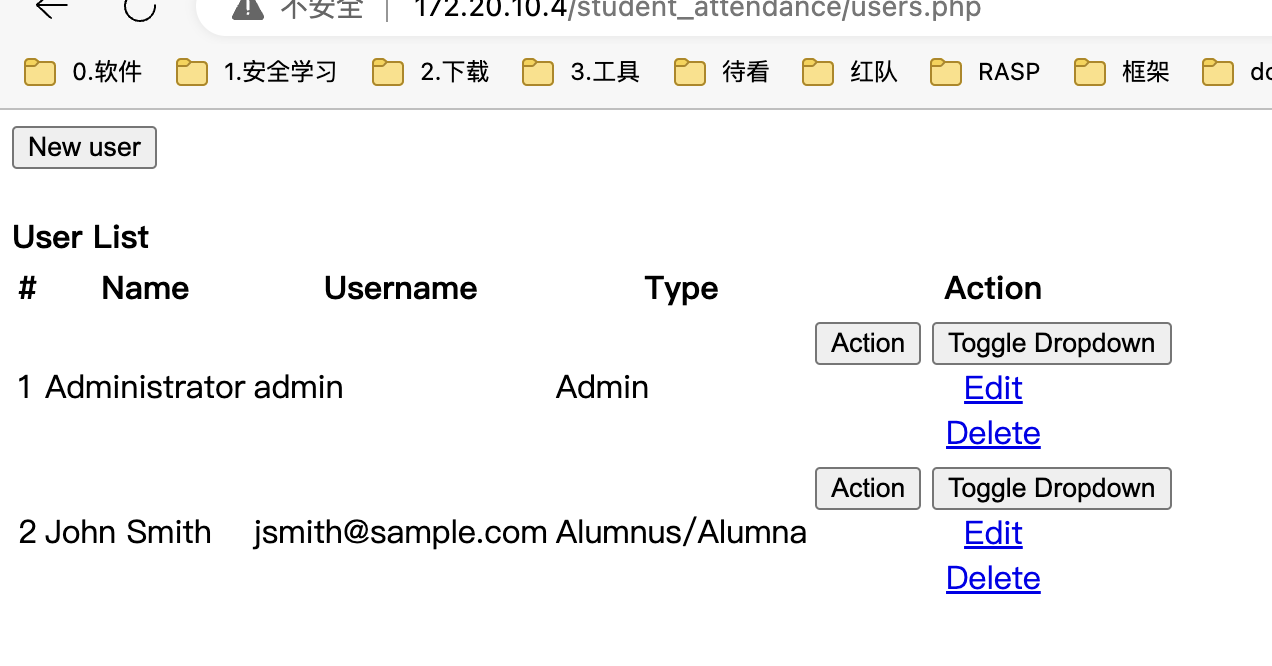 不安全 172.20.10.4/student_attendance/users.php
0.软件 1.安全学习 2.下载 3.工具 待看 红队 RASP 框架
New user
User List
# Name Username Type Action
Action Toggle Dropdown
1 Administrator admin Admin Edit
Delete
Action Toggle Dropdown
2 John Smith jsmith@sample.com Alumnus/Alumna Edit
Delete